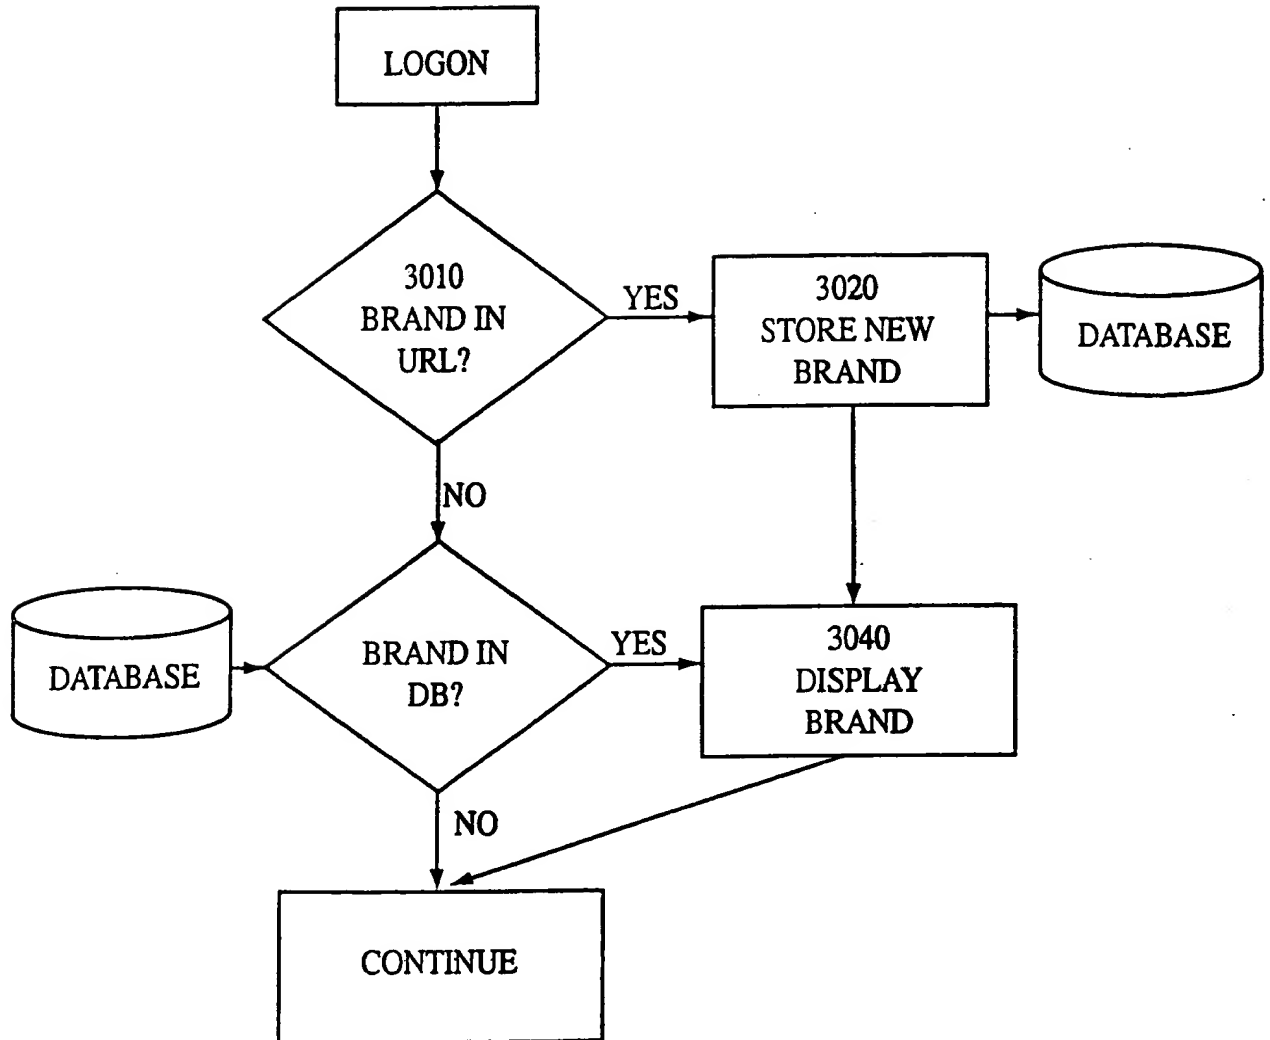 LOGON
3010
BRAND IN
URL?
YES
3020
STORE NEW
BRAND
DATABASE
NO
DATABASE
BRAND IN
DB?
YES
3040
DISPLAY
BRAND
NO
CONTINUE